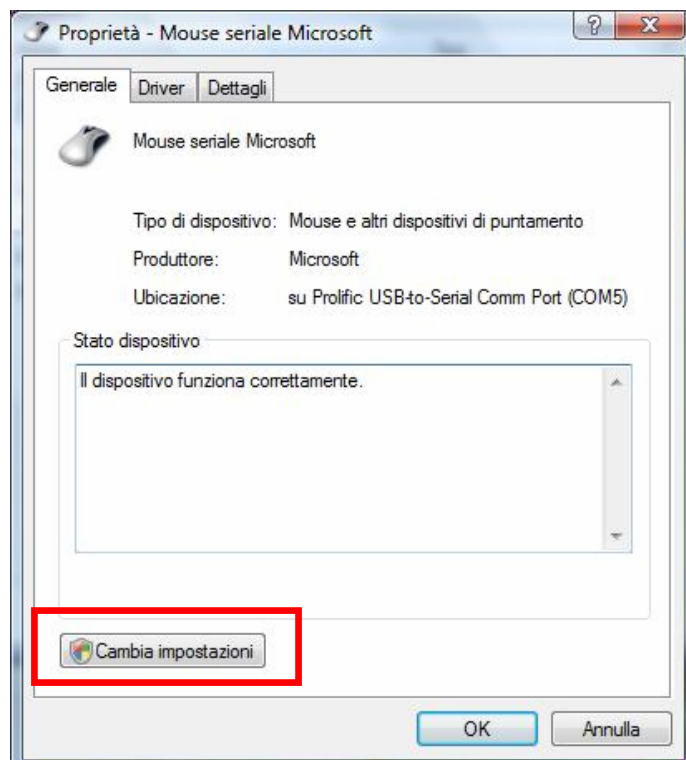 Proprietà - Mouse seriale Microsoft
Generale Driver Dettagli
Mouse seriale Microsoft
Tipo di dispositivo: Mouse e altri dispositivi di puntamento
Produttore: Microsoft
Ubicazione: su Prolific USB-to-Serial Comm Port (COM5)
Stato dispositivo
Il dispositivo funziona correttamente.
Cambia impostazioni
OK Annulla